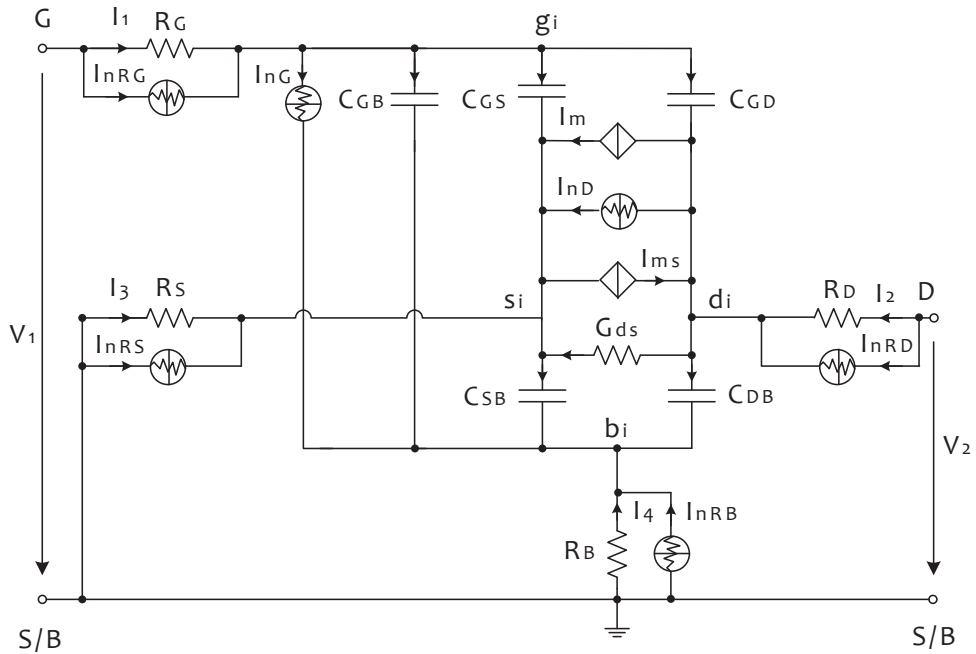 G I1 RG gi
InRG InG CGB CGS CGD
Im
InD
Ims
I3 RS si di RD I2 D
V1 InRS Gds InRD
CSB CDB
bi V2
I4 InRB
RB
S/B S/B